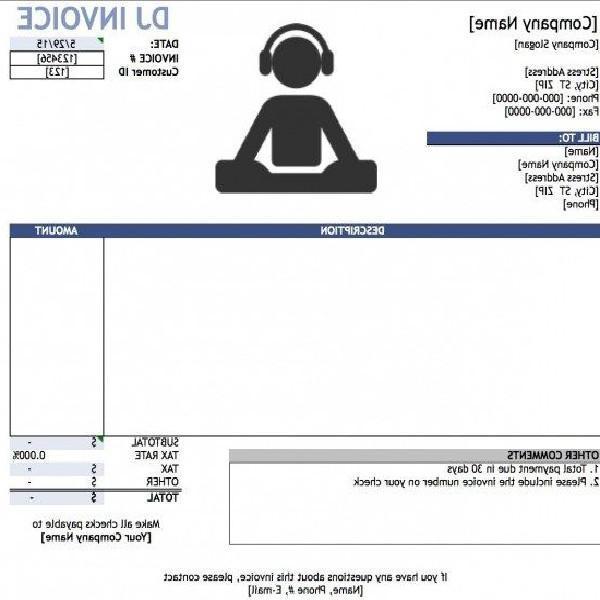 [Company Name]
[Company Slogan]
[Stress Address]
[City, ST ZIP]
Phone: [000-000-0000]
Fax: [000-000-0000]
DJ INVOICE
DATE: 5/29/15
INVOICE # [123456]
Customer ID [123]
BILL TO:
[Name]
[Company Name]
[Stress Address]
[City, ST ZIP]
[Phone]
DESCRIPTION AMOUNT
SUBTOTAL $ -
TAX RATE 0.000%
TAX $ -
OTHER $ -
TOTAL $ -
OTHER COMMENTS
1. Total payment due in 30 days
2. Please include the invoice number on your check
Make all checks payable to
[Your Company Name]
If you have any questions about this invoice, please contact
[Name, Phone #, E-mail]